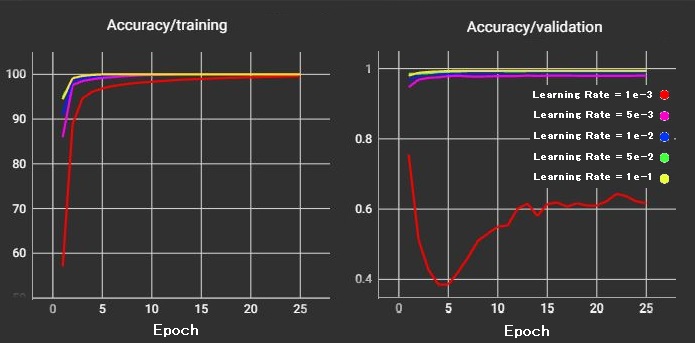 Accuracy/training
100
90
80
70
60
50
0
5
10
15
20
25
Epoch
Accuracy/validation
1
0.8
0.6
0.4
Learning Rate = 1e-3
Learning Rate = 5e-3
Learning Rate = 1e-2
Learning Rate = 5e-2
Learning Rate = 1e-1
0
5
10
15
20
25
Epoch